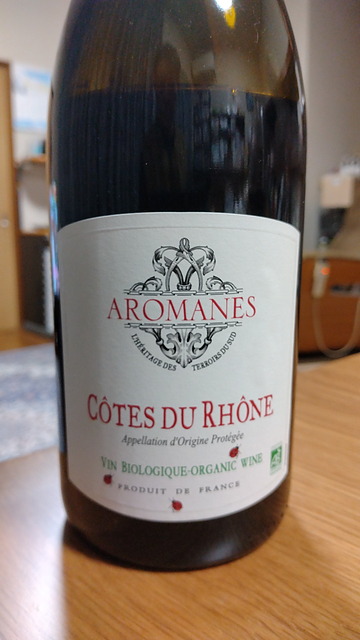 AROMANES
L'HÉRITAGE DES TERROIRS DU SUD
CÔTES DU RHÔNE
Appellation d'Origine Protégée
VIN BIOLOGIQUE-ORGANIC WINE
PRODUIT DE FRANCE